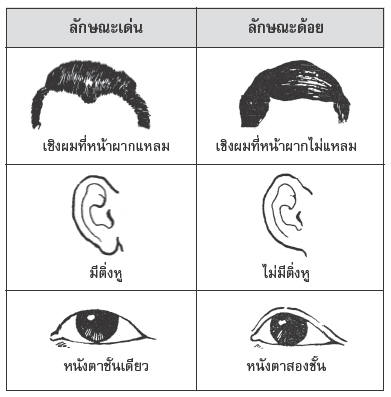 ลักษณะเด่น
ลักษณะด้อย
เชิงผมที่หน้าผากแหลม
เชิงผมที่หน้าผากไม่แหลม
มีติ่งหู
ไม่มีติ่งหู
หนังตาชั้นเดียว
หนังตาสองชั้น